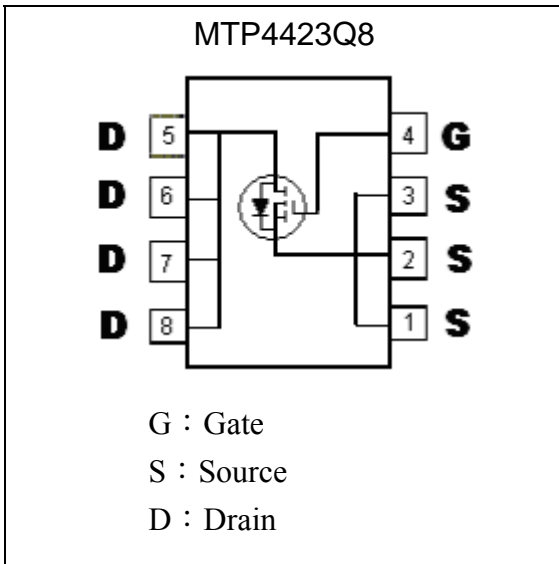 MTP4423Q8
D 5 4 G
D 6 3 S
D 7 2 S
D 8 1 S
G：Gate
S：Source
D：Drain